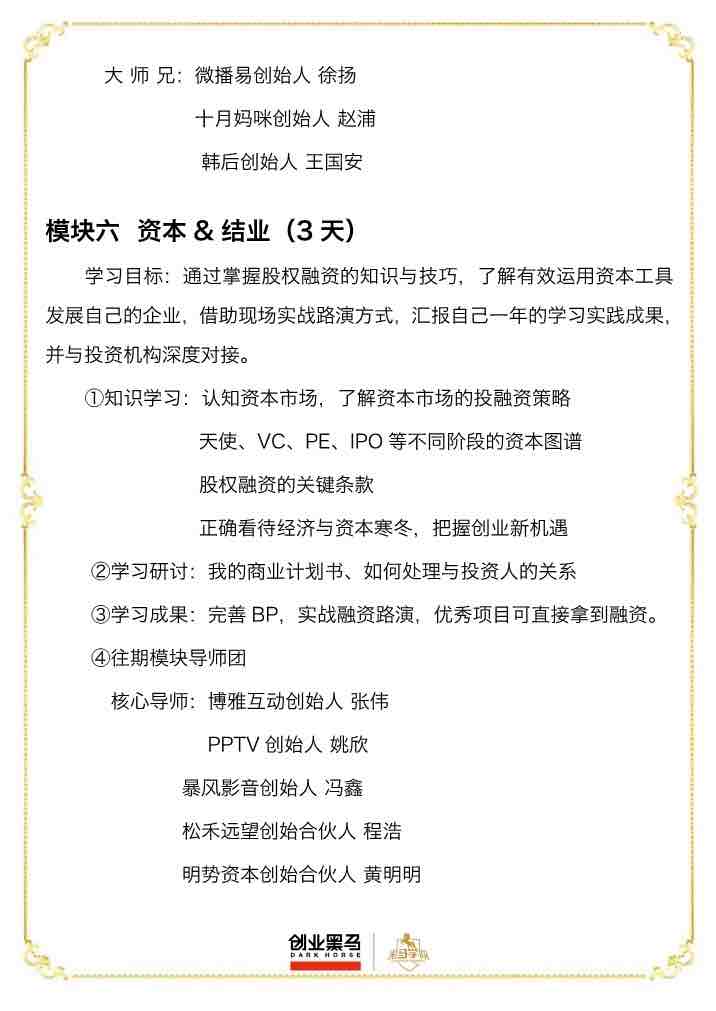 大 师 兄：微播易创始人 徐扬
十月妈咪创始人 赵浦
韩后创始人 王国安
模块六 资本 & 结业（3 天）
学习目标：通过掌握股权融资的知识与技巧，了解有效运用资本工具
发展自己的企业，借助现场实战路演方式，汇报自己一年的学习实践成果，
并与投资机构深度对接。
①知识学习：认知资本市场，了解资本市场的投融资策略
天使、VC、PE、IPO 等不同阶段的资本图谱
股权融资的关键条款
正确看待经济与资本寒冬，把握创业新机遇
②学习研讨：我的商业计划书、如何处理与投资人的关系
③学习成果：完善 BP，实战融资路演，优秀项目可直接拿到融资。
④往期模块导师团
核心导师：博雅互动创始人 张伟
PPTV 创始人 姚欣
暴风影音创始人 冯鑫
松禾远望创始合伙人 程浩
明势资本创始合伙人 黄明明
创业黑马
DARK HORSE
黑马学院